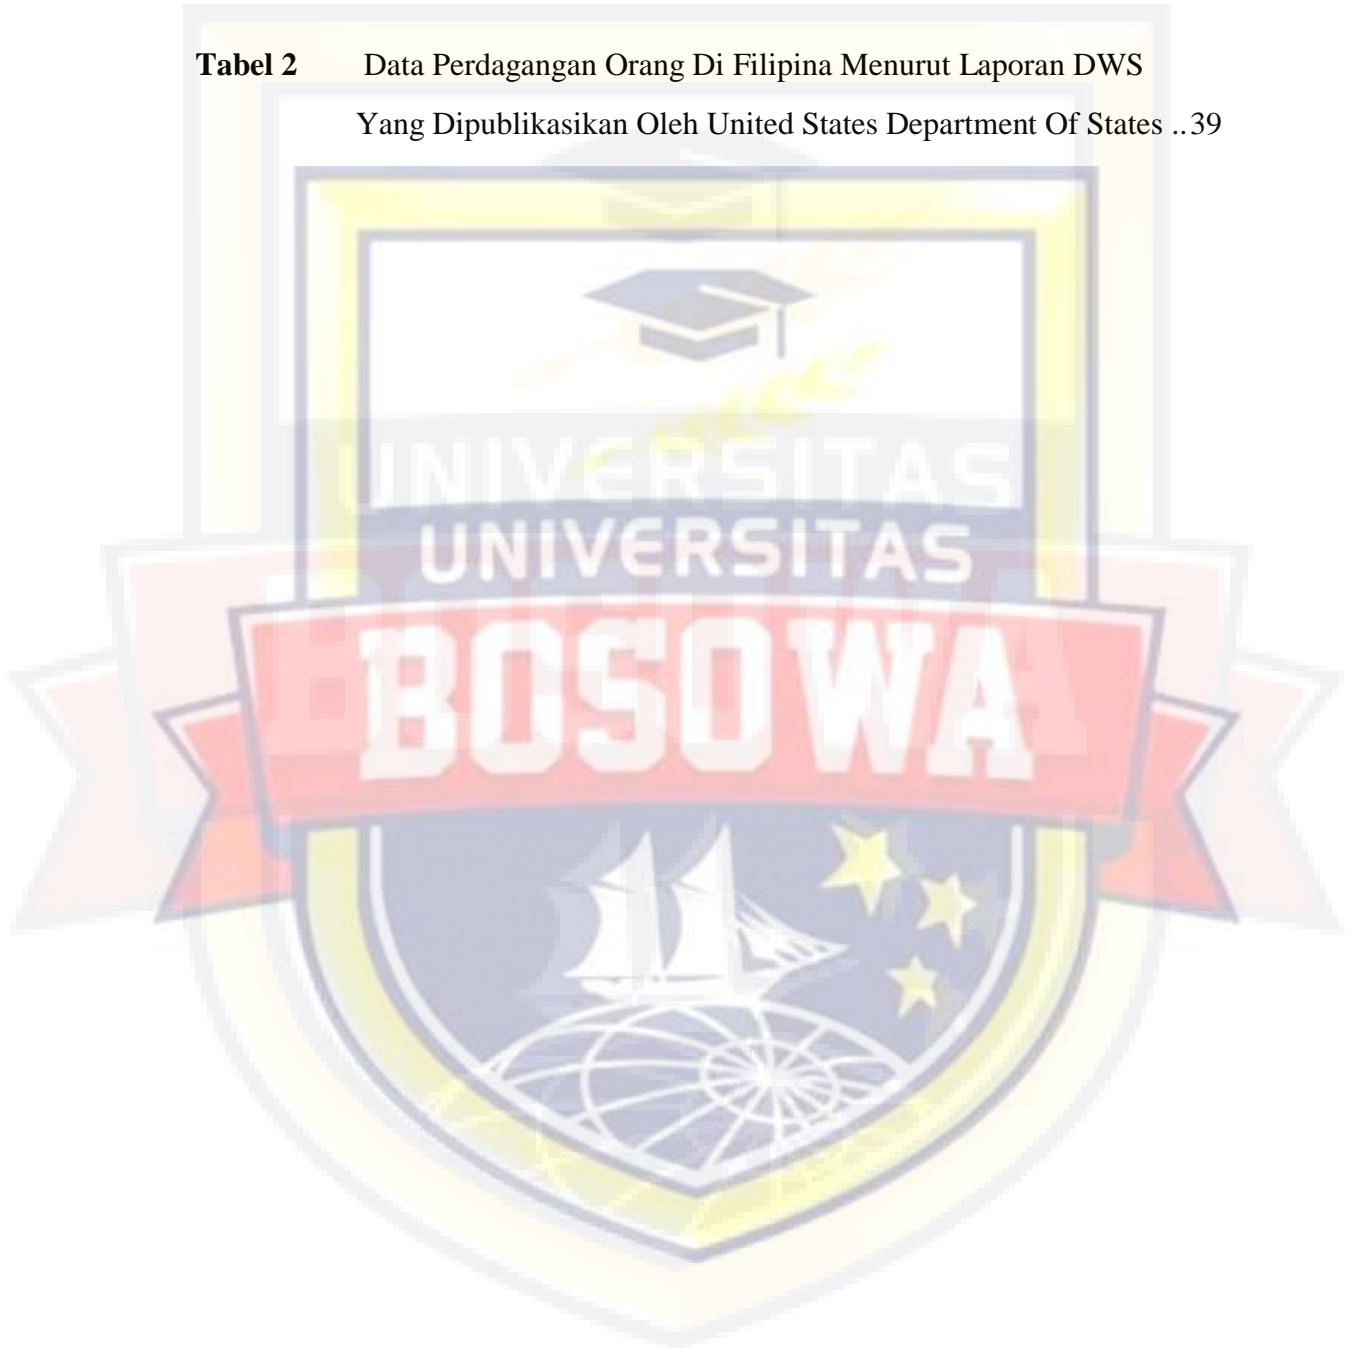 Tabel 2 Data Perdagangan Orang Di Filipina Menurut Laporan DWS
Yang Dipublikasikan Oleh United States Department Of States ..39
UNIVERSITAS
UNIVERSITAS
BOSOWA
BOSOWA